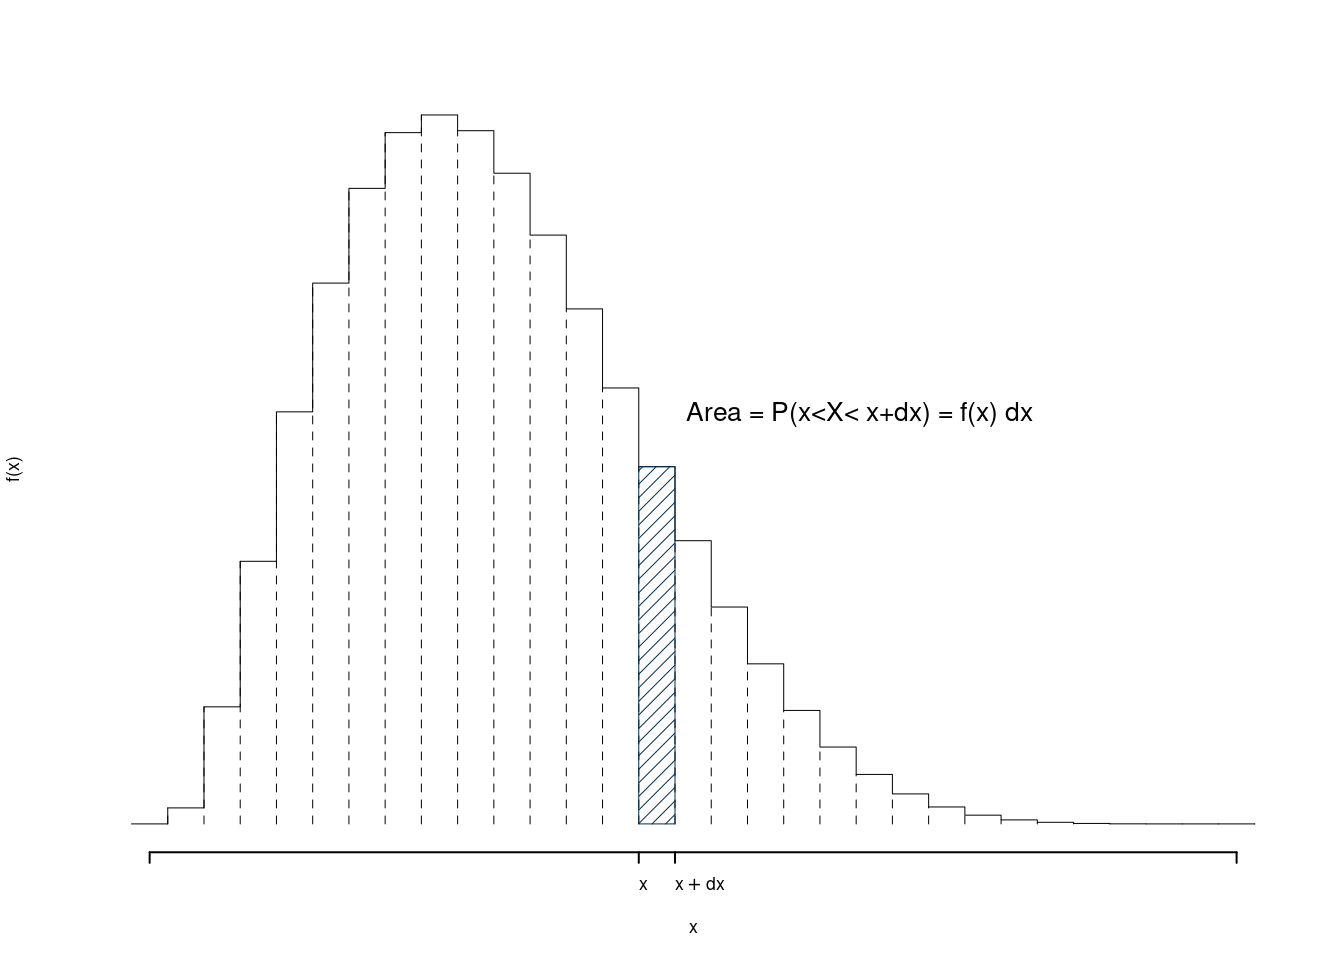 Area = P(x<X< x+dx) = f(x) dx
f(x)
x
x + dx
x